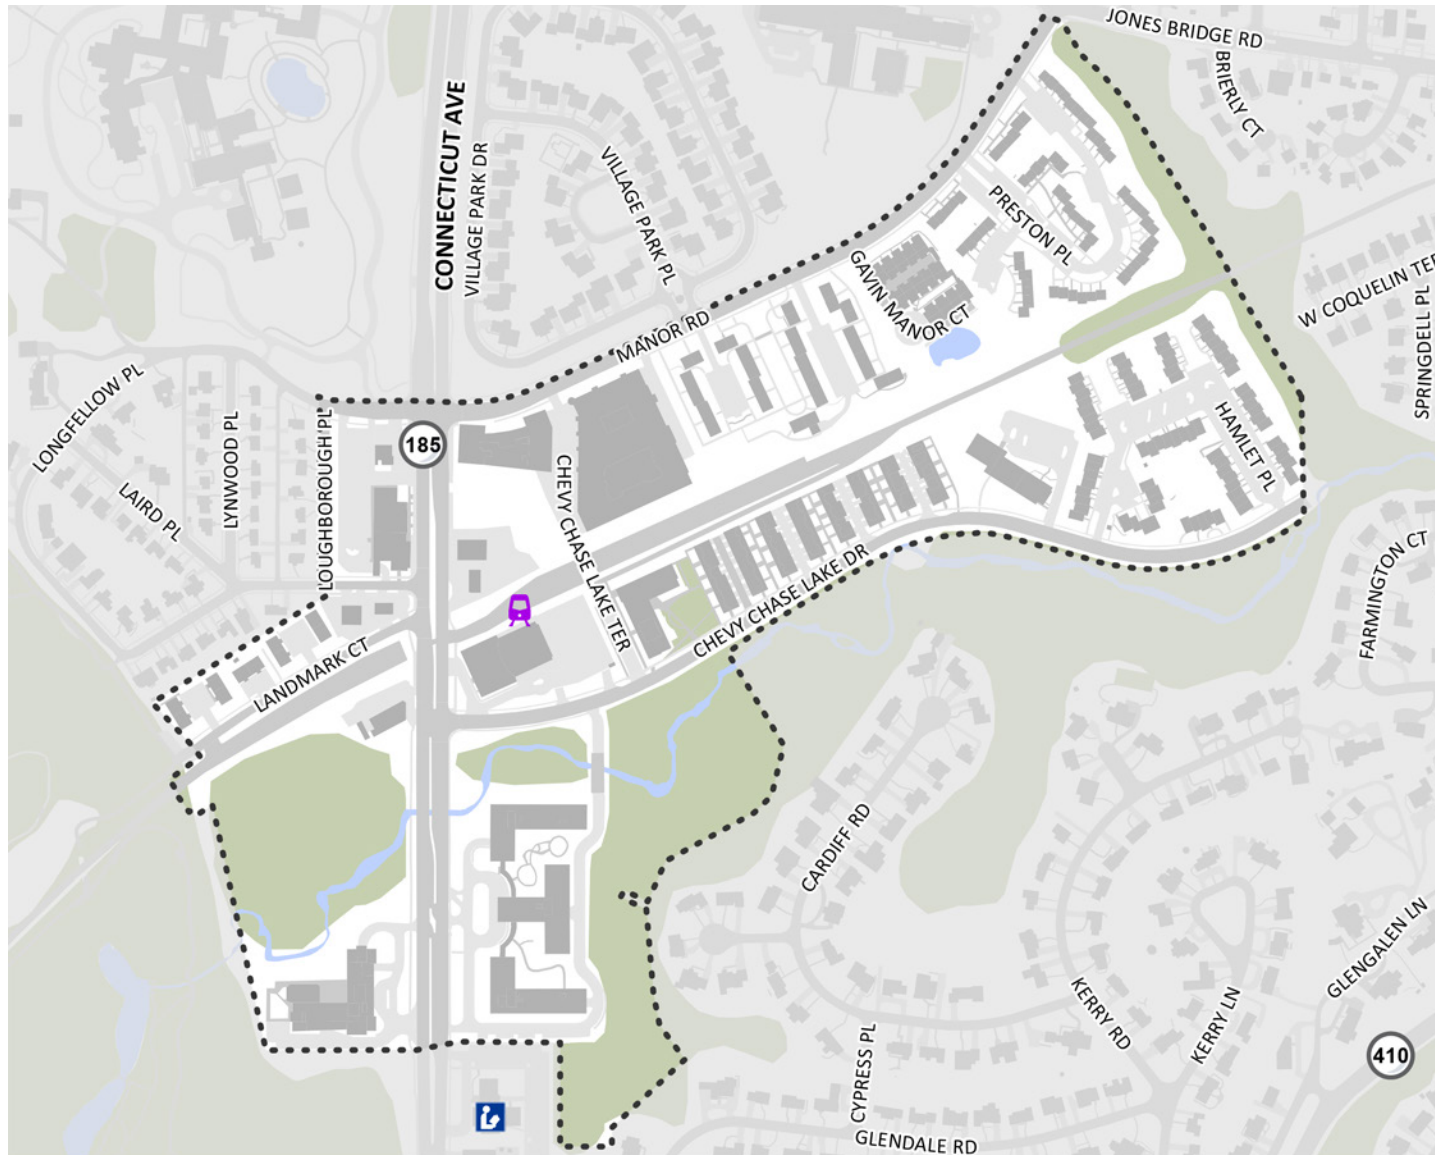 JONES BRIDGE RD
BRIERLY CT
CONNECTICUT AVE
VILLAGE PARK DR
VILLAGE PARK PL
PRESTON PL
GAVIN MANOR CT
W COQUELIN TER
SPRINGDELL PL
MANOR RD
LONGFELLOW PL
LYNWOOD PL
LOUGHBOROUGH PL
LAIRD PL
185
CHEVY CHASE LAKE TER
HAMLET PL
CHEVY CHASE LAKE DR
FARMINGTON CT
LANDMARK CT
CARDIFF RD
KERRY RD
KERRY LN
GLENGALEN LN
CYPRESS PL
410
GLENDALE RD